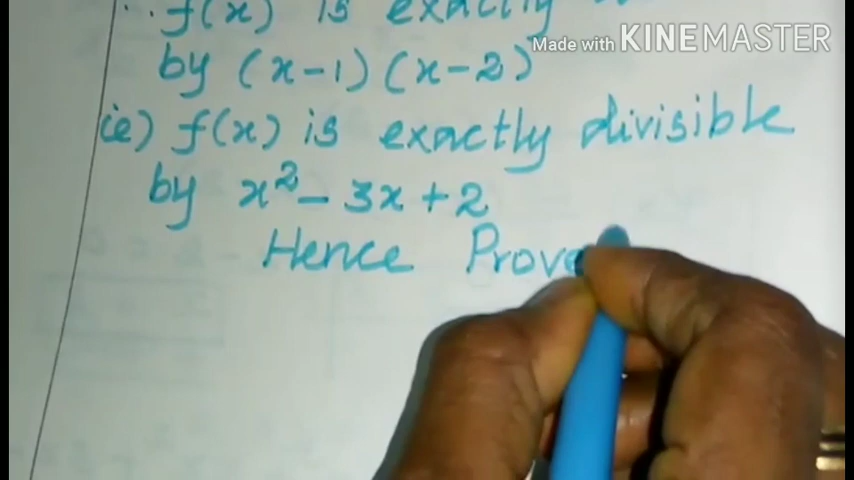 ∴ f(x) is exactly
Made with KINEMASTER
by (x-1)(x-2)
ie) f(x) is exactly divisible
by x²-3x+2
Hence Prove